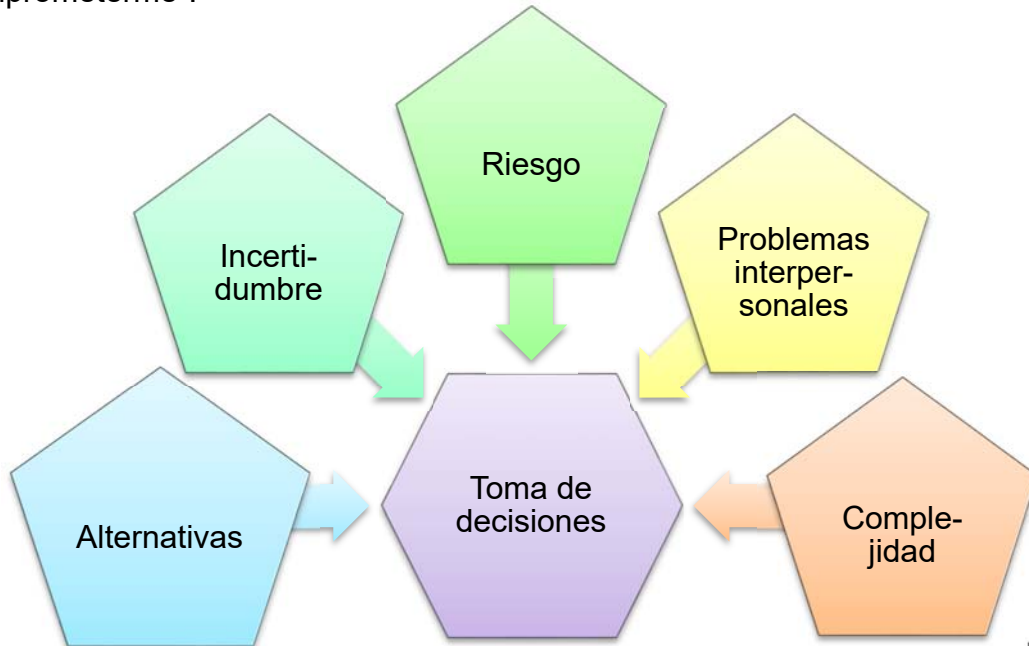 Riesgo
Incerti-
dumbre
Problemas
interper-
sonales
Alternativas
Toma de
decisiones
Comple-
jidad